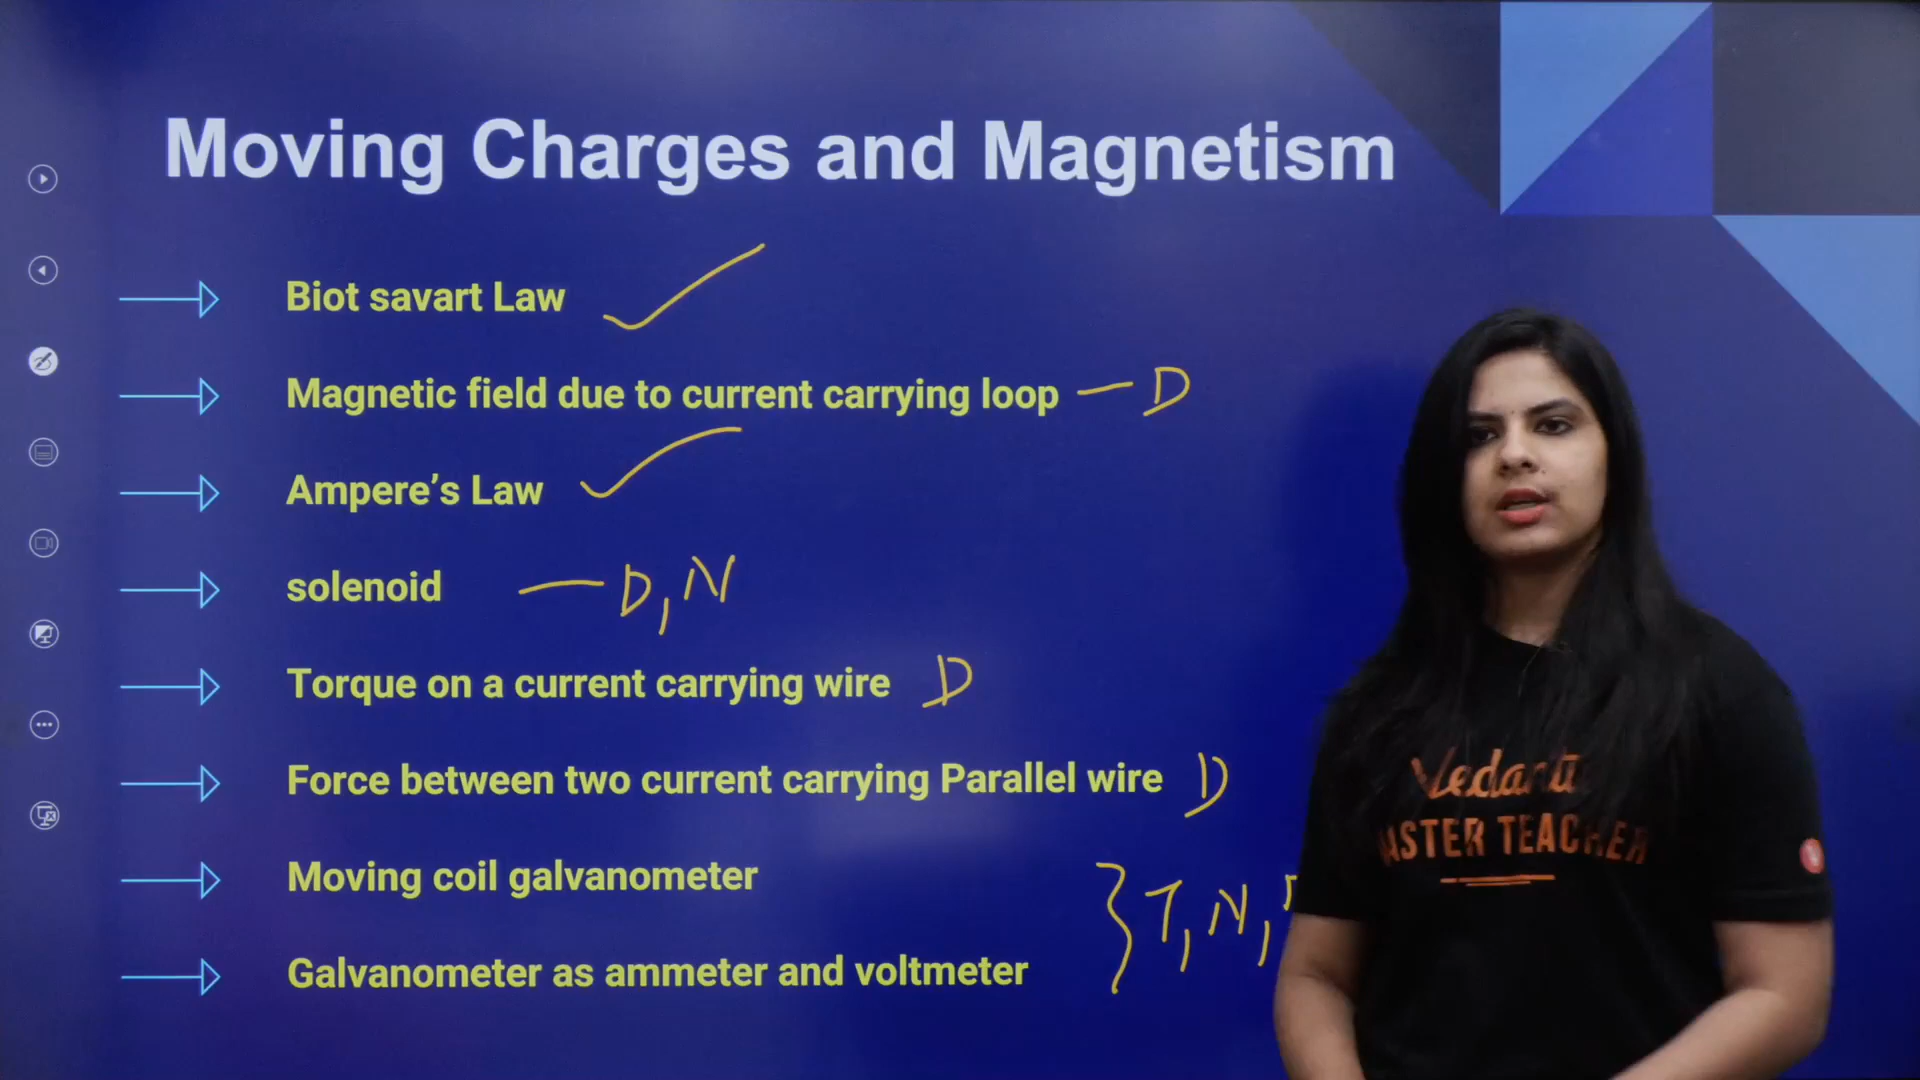 Moving Charges and Magnetism
Biot savart Law
Magnetic field due to current carrying loop — D
Ampere's Law
solenoid — D, N
Torque on a current carrying wire D
Force between two current carrying Parallel wire D
Moving coil galvanometer
} T, N,
Galvanometer as ammeter and voltmeter
Vedantu
MASTER TEACHER